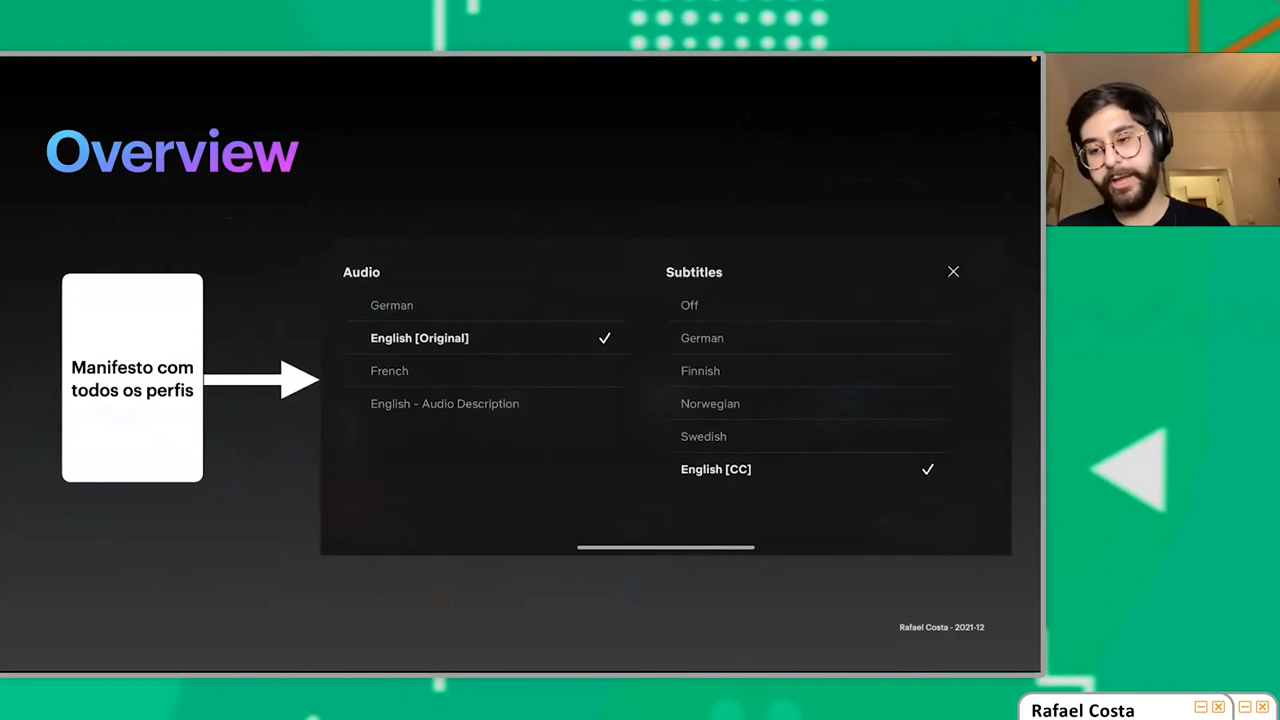 Overview
Manifesto com
todos os perfis
Audio
German
English [Original]
French
English - Audio Description
Subtitles
Off
German
Finnish
Norwegian
Swedish
English [CC]
Rafael Costa - 2021-12
Rafael Costa